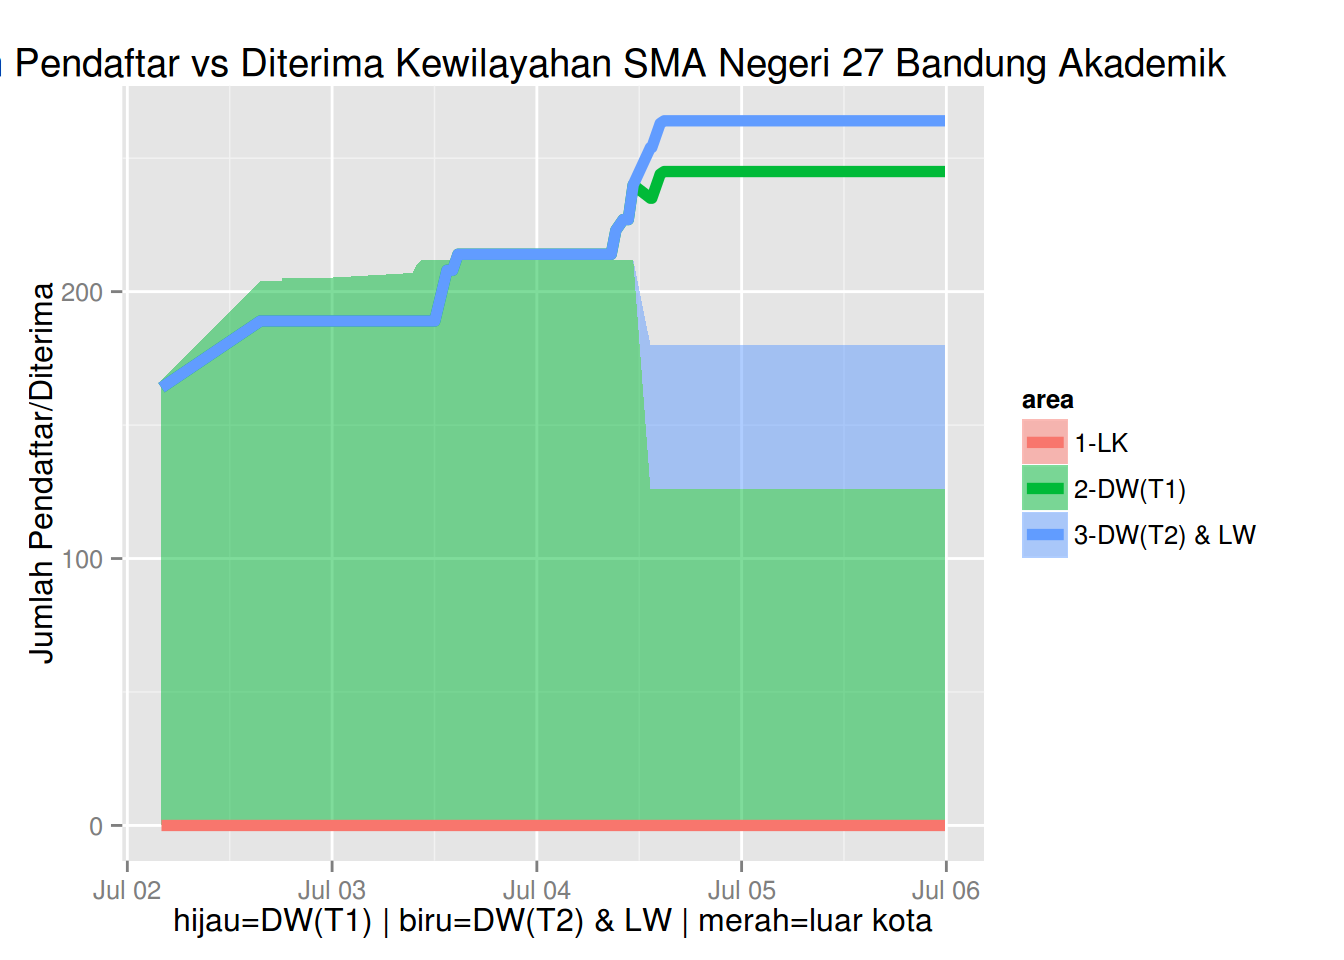 Pendaftar vs Diterima Kewilayahan SMA Negeri 27 Bandung Akademik
Jumlah Pendaftar/Diterima
200
100
0
Jul 02
Jul 03
Jul 04
Jul 05
Jul 06
hijau=DW(T1) | biru=DW(T2) & LW | merah=luar kota
area
1-LK
2-DW(T1)
3-DW(T2) & LW